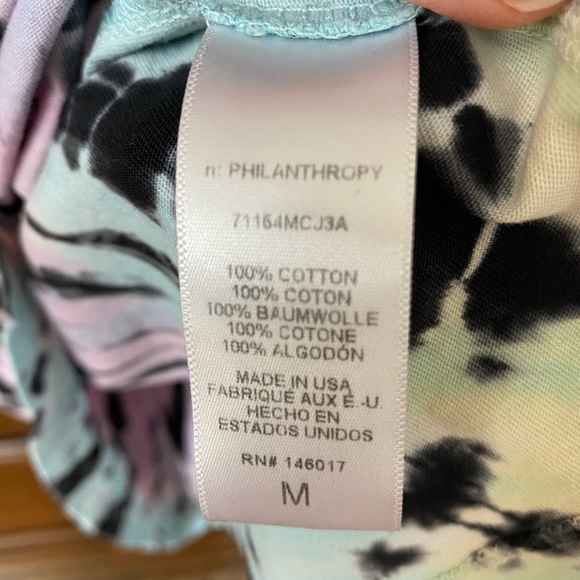 n: PHILANTHROPY
71154MCJ3A
100% COTTON
100% COTON
100% BAUMWOLLE
100% COTONE
100% ALGODÓN
MADE IN USA
FABRIQUE AUX É.-U.
HECHO EN
ESTADOS UNIDOS
RN# 146017
M